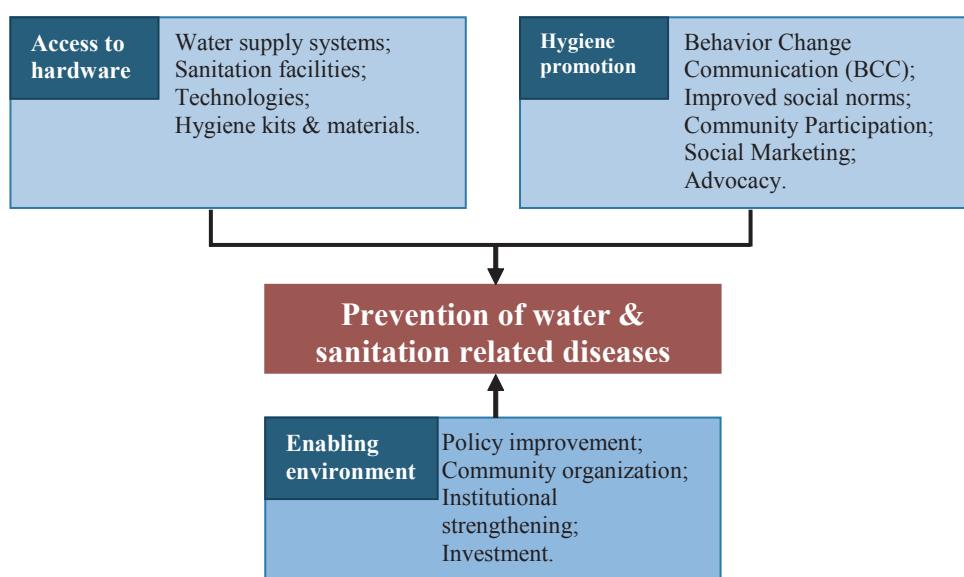 Access to
hardware
Water supply systems;
Sanitation facilities;
Technologies;
Hygiene kits & materials.
Hygiene
promotion
Behavior Change
Communication (BCC);
Improved social norms;
Community Participation;
Social Marketing;
Advocacy.
Prevention of water &
sanitation related diseases
Enabling
environment
Policy improvement;
Community organization;
Institutional
strengthening;
Investment.